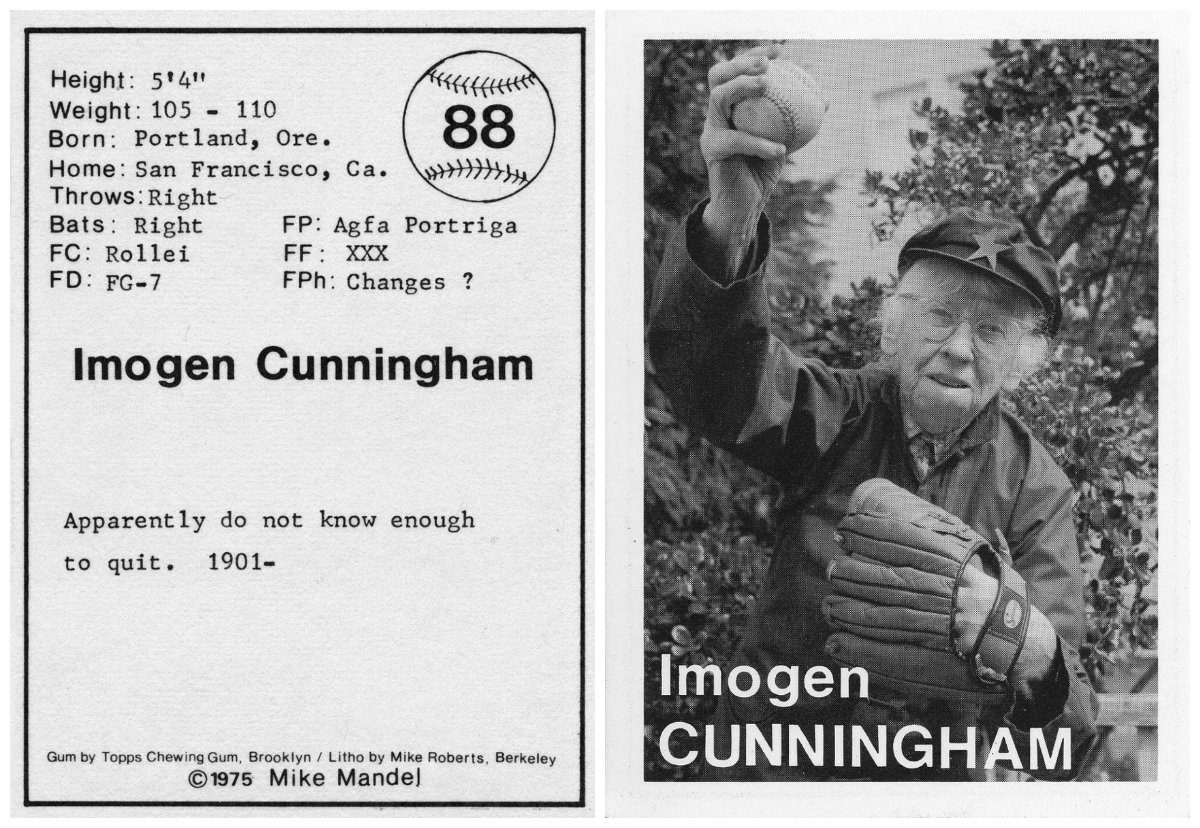 Height: 5'4"
Weight: 105 - 110
Born: Portland, Ore.
88
Home: San Francisco, Ca.
Throws: Right
Bats: Right FP: Agfa Portriga
FC: Rollei FF: XXX
FD: FG-7 FPh: Changes ?
Imogen Cunningham
Apparently do not know enough
to quit. 1901-
Gum by Topps Chewing Gum, Brooklyn / Litho by Mike Roberts, Berkeley
©1975 Mike Mandel
Imogen
CUNNINGHAM